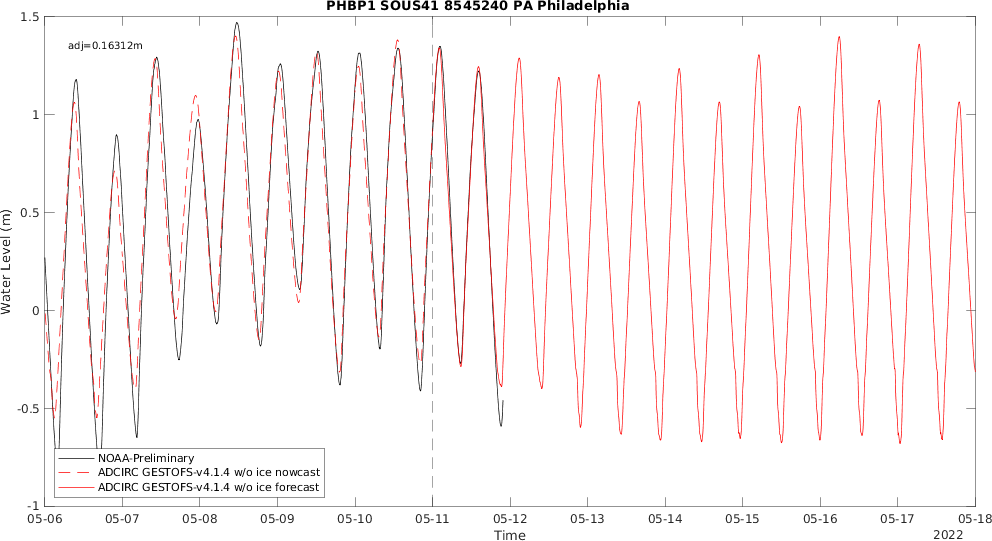 PHBP1 SOUS41 8545240 PA Philadelphia
adj=0.16312m
1.5
1
0.5
0
-0.5
-1
Water Level (m)
NOAA-Preliminary
ADCIRC GESTOFS-v4.1.4 w/o ice nowcast
ADCIRC GESTOFS-v4.1.4 w/o ice forecast
05-06 05-07 05-08 05-09 05-10 05-11 05-12 05-13 05-14 05-15 05-16 05-17 05-18
Time
2022